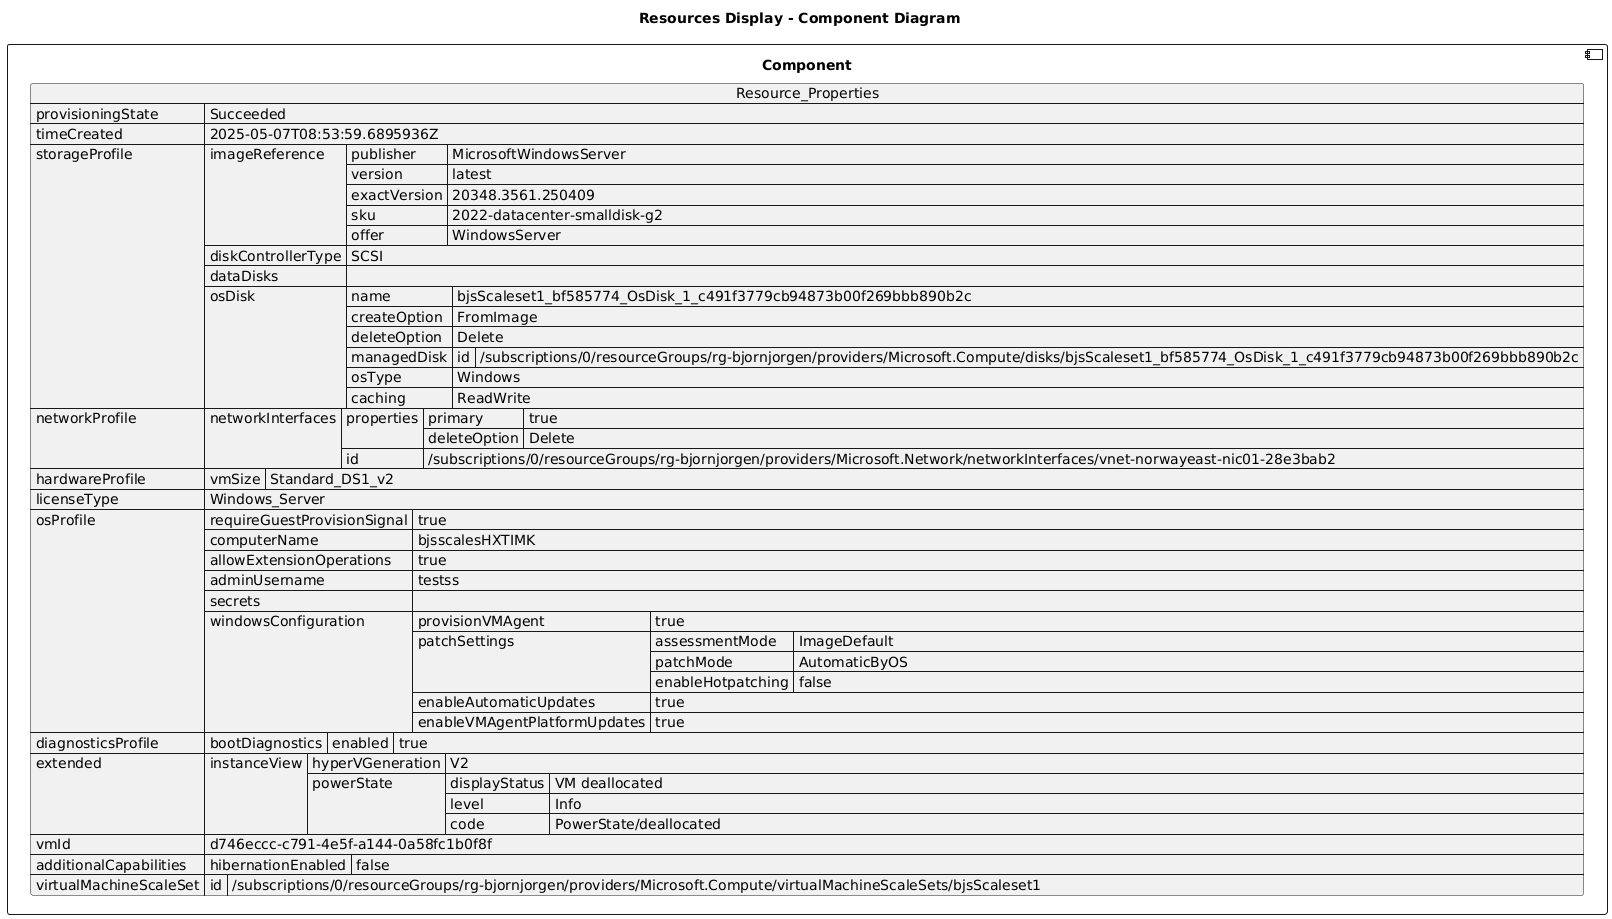 Resources Display - Component Diagram
Component
Resource_Properties
provisioningState Succeeded
timeCreated 2025-05-07T08:53:59.6895936Z
storageProfile imageReference publisher MicrosoftWindowsServer
version latest
exactVersion 20348.3561.250409
sku 2022-datacenter-smalldisk-g2
offer WindowsServer
diskControllerType SCSI
dataDisks
osDisk name bjsScaleset1_bf585774_OsDisk_1_c491f3779cb94873b00f269bbb890b2c
createOption FromImage
deleteOption Delete
managedDisk id /subscriptions/0/resourceGroups/rg-bjornjorgen/providers/Microsoft.Compute/disks/bjsScaleset1_bf585774_OsDisk_1_c491f3779cb94873b00f269bbb890b2c
osType Windows
caching ReadWrite
networkProfile networkInterfaces properties primary true
deleteOption Delete
id /subscriptions/0/resourceGroups/rg-bjornjorgen/providers/Microsoft.Network/networkInterfaces/vnet-norwayeast-nic01-28e3bab2
hardwareProfile vmSize Standard_DS1_v2
licenseType Windows_Server
osProfile requireGuestProvisionSignal true
computerName bjsscalesHXTIMK
allowExtensionOperations true
adminUsername testss
secrets
windowsConfiguration provisionVMAgent true
patchSettings assessmentMode ImageDefault
patchMode AutomaticByOS
enableHotpatching false
enableAutomaticUpdates true
enableVMAgentPlatformUpdates true
diagnosticsProfile bootDiagnostics enabled true
extended instanceView hyperVGeneration V2
powerState displayStatus VM deallocated
level Info
code PowerState/deallocated
vmId d746eccc-c791-4e5f-a144-0a58fc1b0f8f
additionalCapabilities hibernationEnabled false
virtualMachineScaleSet id /subscriptions/0/resourceGroups/rg-bjornjorgen/providers/Microsoft.Compute/virtualMachineScaleSets/bjsScaleset1